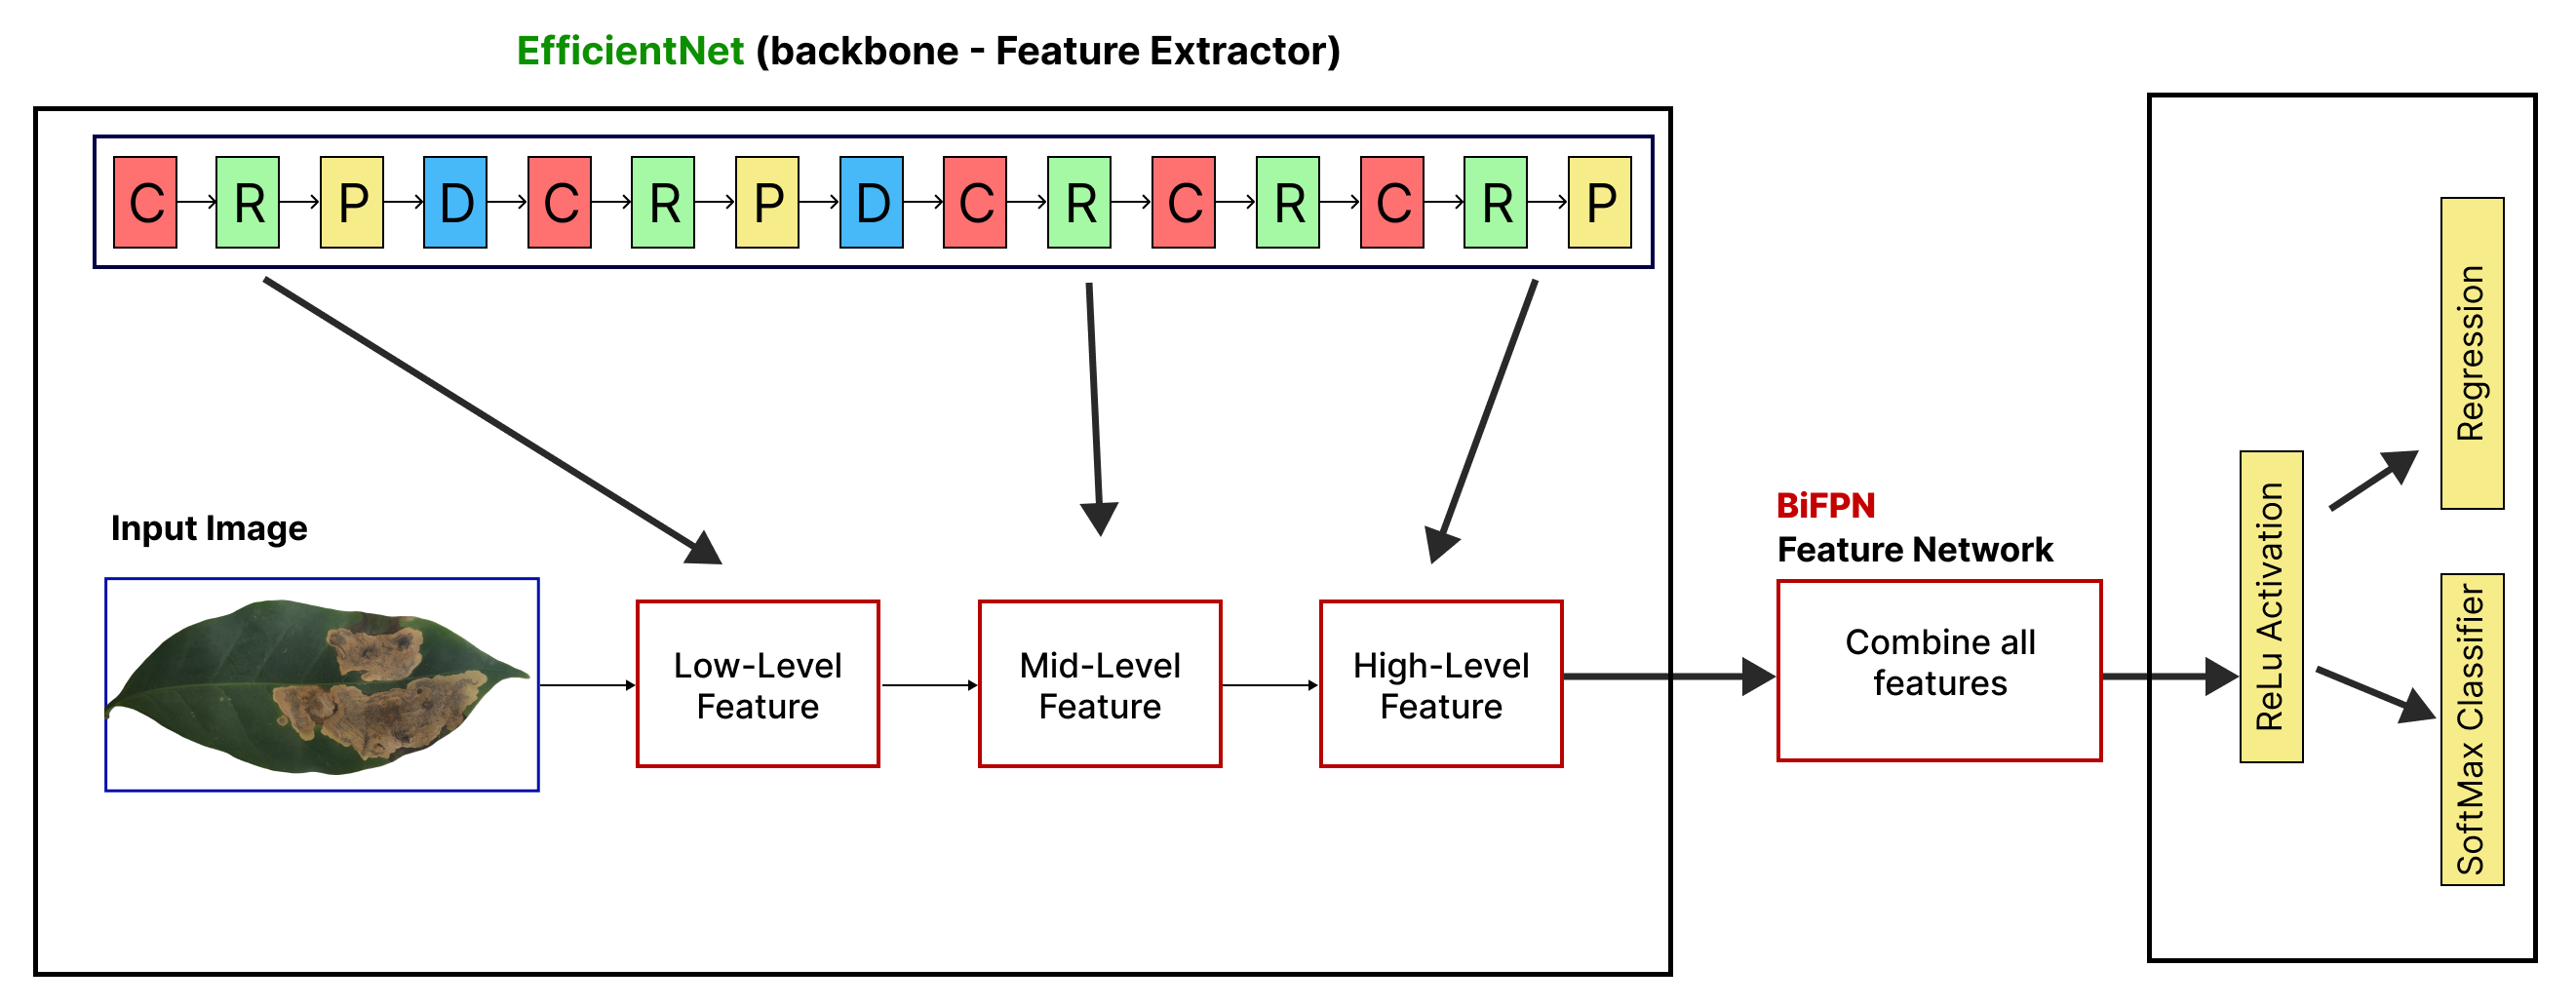 EfficientNet (backbone - Feature Extractor)
C R P D C R P D C R C R C R P
Input Image
Low-Level
Feature
Mid-Level
Feature
High-Level
Feature
BiFPN
Feature Network
Combine all
features
ReLu Activation
Regression
SoftMax Classifier